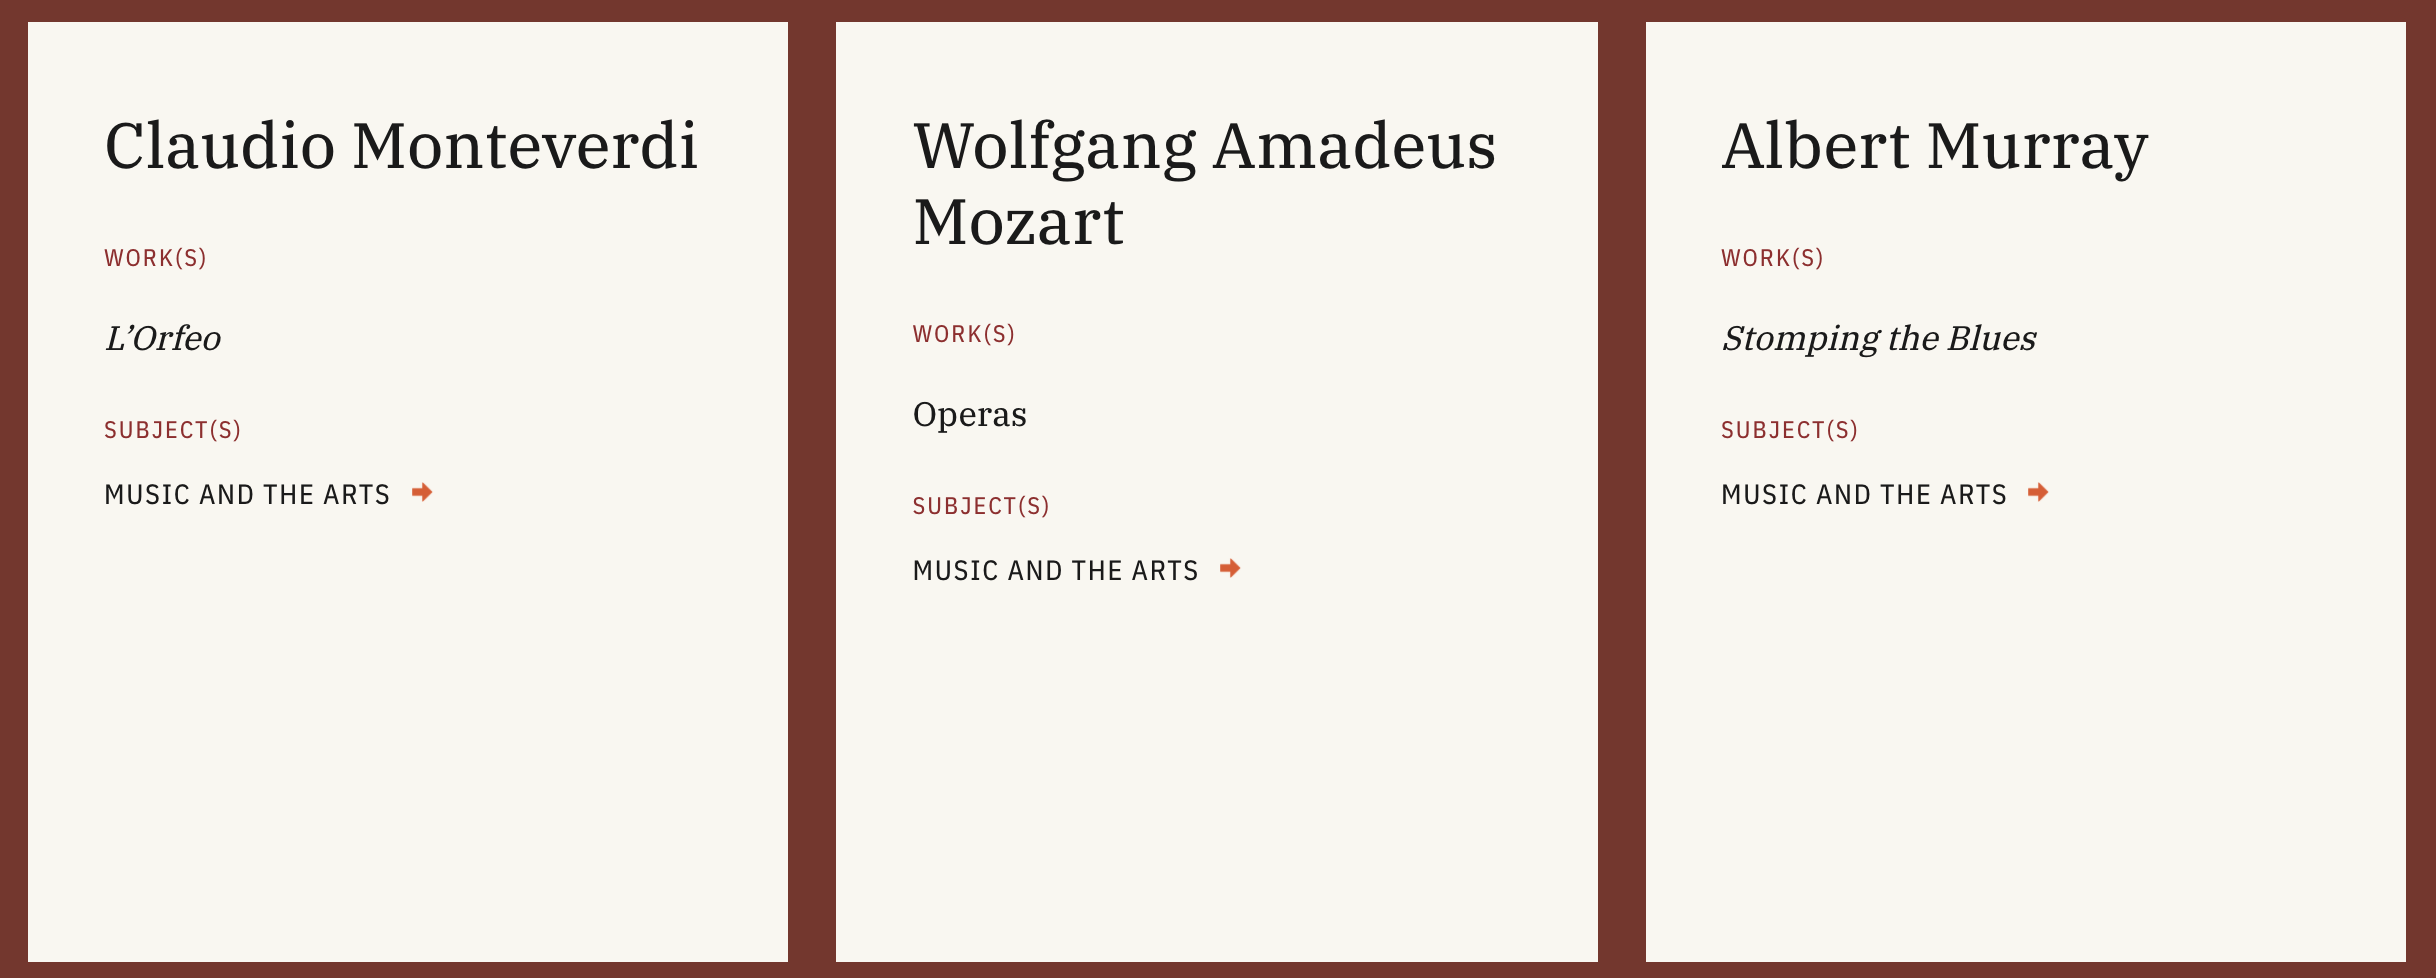 Claudio Monteverdi
WORK(S)
L’Orfeo
SUBJECT(S)
MUSIC AND THE ARTS
Wolfgang Amadeus
Mozart
WORK(S)
Operas
SUBJECT(S)
MUSIC AND THE ARTS
Albert Murray
WORK(S)
Stomping the Blues
SUBJECT(S)
MUSIC AND THE ARTS